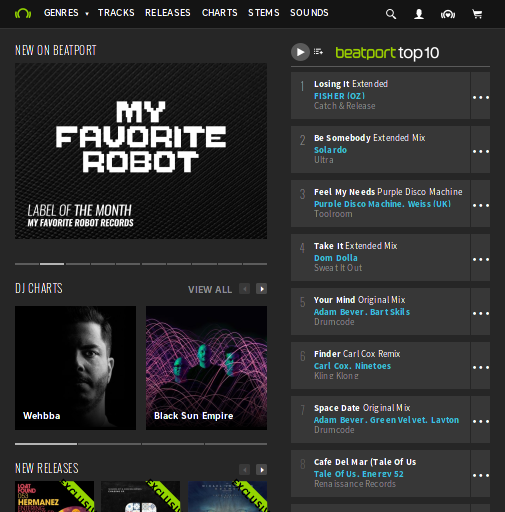 GENRES ▾ TRACKS RELEASES CHARTS STEMS SOUNDS
NEW ON BEATPORT
MY
FAVORITE
ROBOT
LABEL OF THE MONTH
MY FAVORITE ROBOT RECORDS
DJ CHARTS
VIEW ALL
Wehbba
Black Sun Empire
NEW RELEASES
LOST
FOUND
HERNANEZ
EXCLUSIVE
EXCLUSIVE
EXCLUSIVE
beatport top10
1
Losing It Extended
FISHER (OZ)
Catch & Release
2
Be Somebody Extended Mix
Solardo
Ultra
3
Feel My Needs Purple Disco Machine
Purple Disco Machine, Weiss (UK)
Toolroom
4
Take It Extended Mix
Dom Dolla
Sweat It Out
5
Your Mind Original Mix
Adam Beyer, Bart Skils
Drumcode
6
Finder Carl Cox Remix
Carl Cox, Ninetoes
Kling Klong
7
Space Date Original Mix
Adam Beyer, Green Velvet, Layton
Drumcode
8
Cafe Del Mar (Tale Of Us
Tale Of Us, Energy 52
Renaissance Records